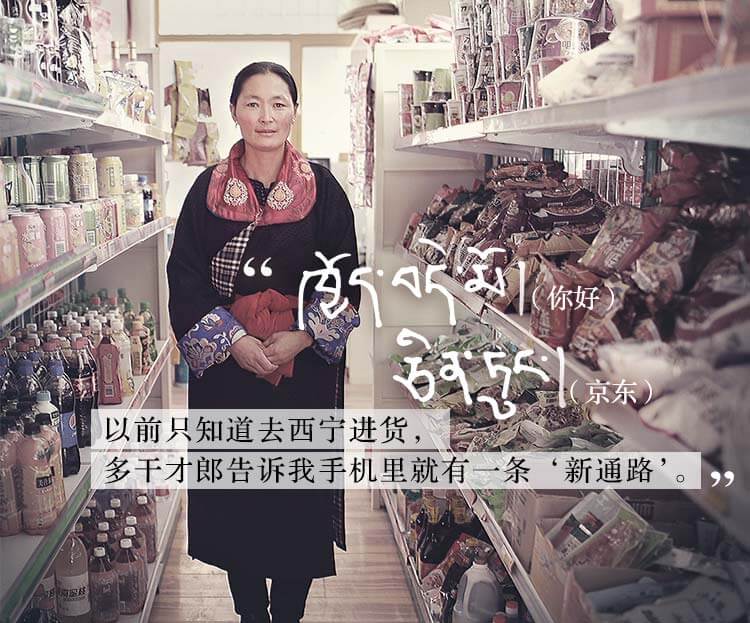 “ཁྱོད་བདེ་མོ།（你好）
ཅིན་ཏུང་།（京东）
以前只知道去西宁进货，
多干才郎告诉我手机里就有一条‘新通路’。”